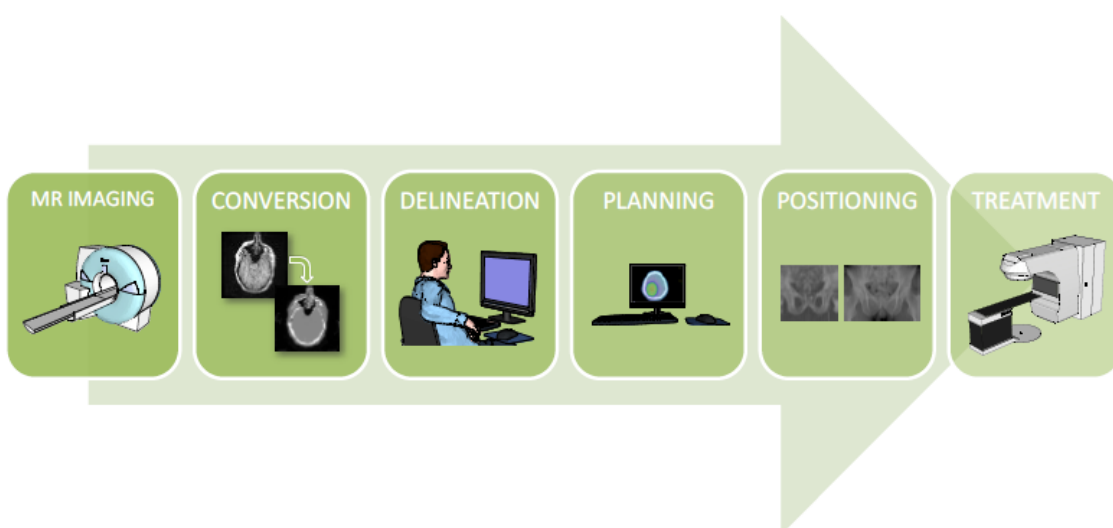 MR IMAGING
CONVERSION
DELINEATION
PLANNING
POSITIONING
TREATMENT